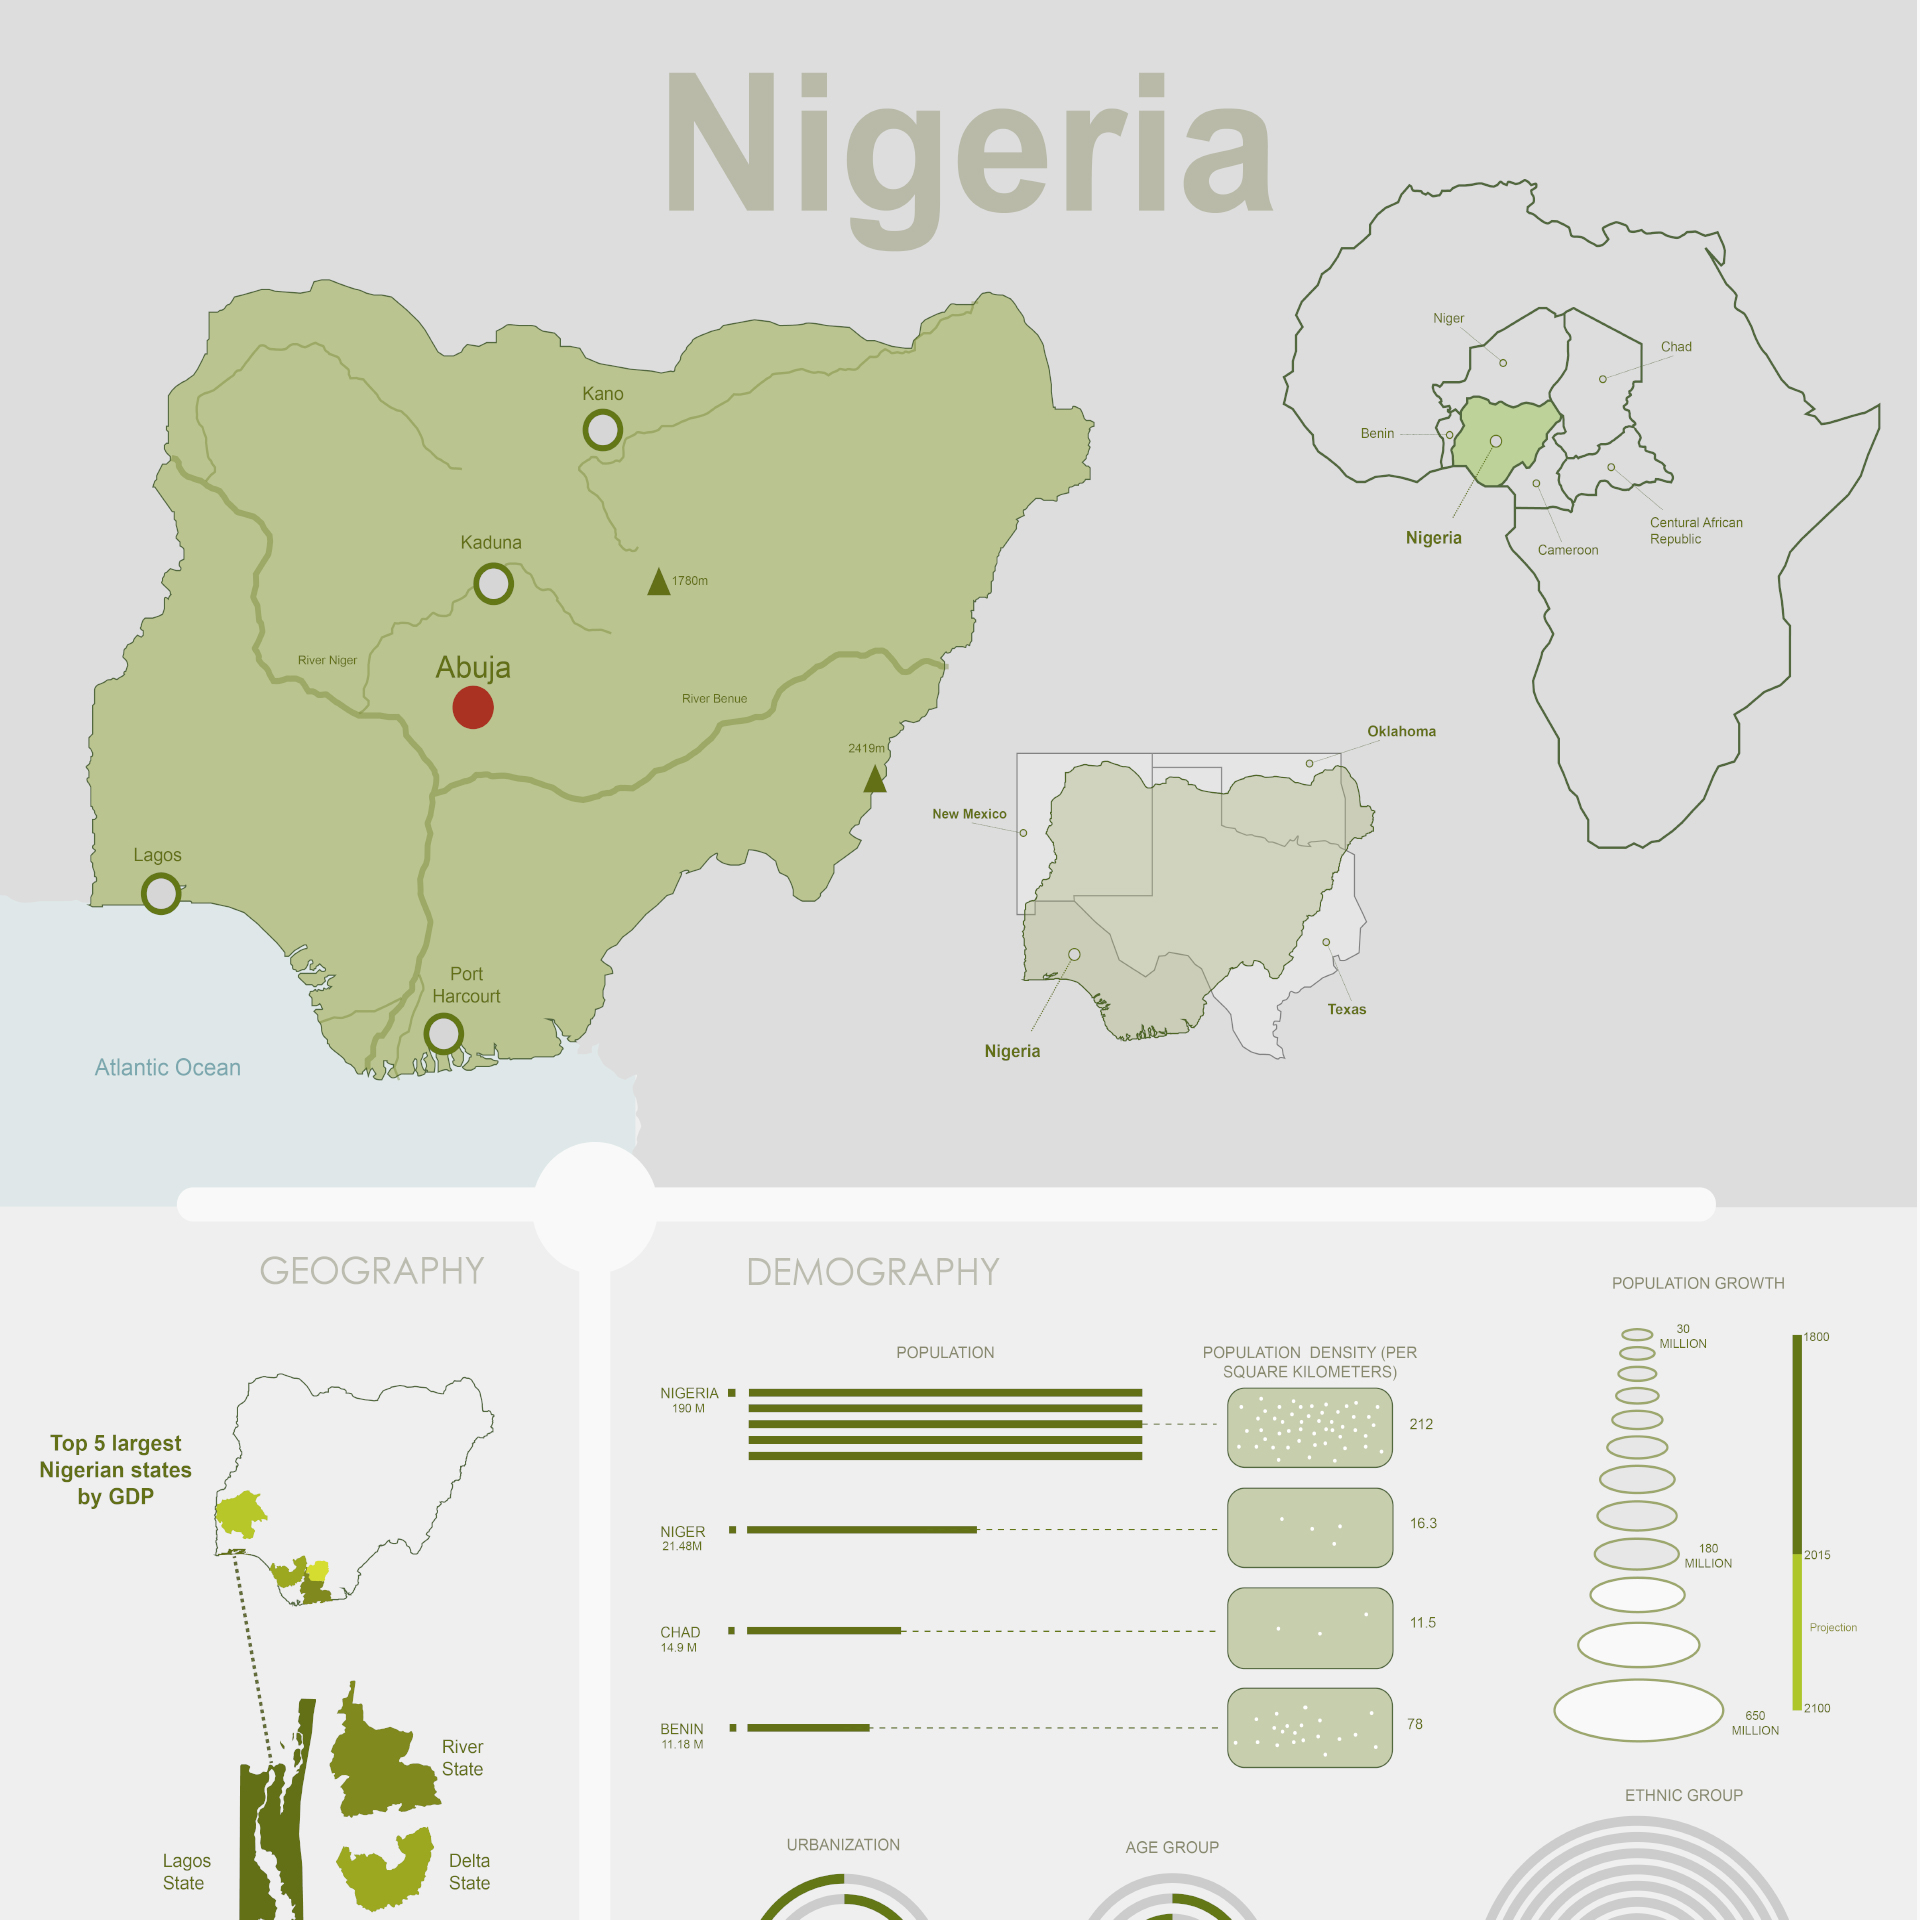 Nigeria
Kano
Kaduna
1780m
River Niger
Abuja
River Benue
2419m
Lagos
Port
Harcourt
Atlantic Ocean
Niger
Chad
Benin
Nigeria
Cameroon
Centural African
Republic
Oklahoma
New Mexico
Texas
Nigeria
GEOGRAPHY
Top 5 largest
Nigerian states
by GDP
River
State
Lagos
State
Delta
State
DEMOGRAPHY
POPULATION
POPULATION DENSITY (PER
SQUARE KILOMETERS)
NIGERIA
190 M
212
NIGER
21.48M
16.3
CHAD
14.9 M
11.5
BENIN
11.18 M
78
POPULATION GROWTH
30
MILLION
1800
180
MILLION
2015
Projection
650
MILLION
2100
URBANIZATION
AGE GROUP
ETHNIC GROUP